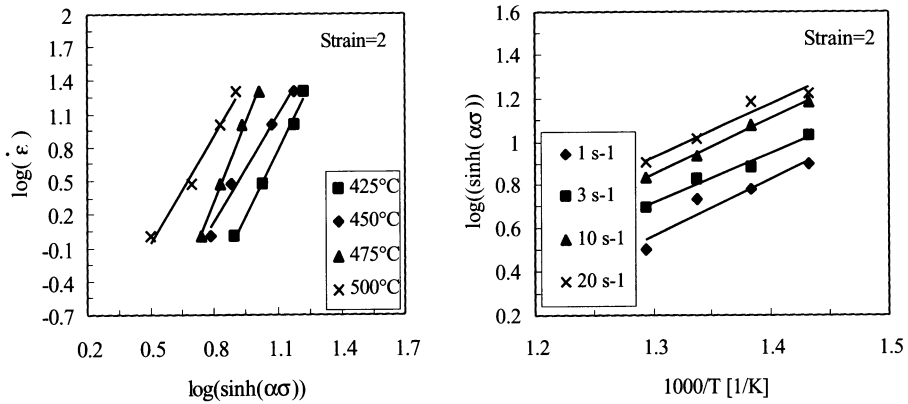 2
1.7
1.4
1.1
0.8
0.5
0.2
-0.1
-0.4
-0.7
log(ε̇)
Strain=2
425°C
450°C
475°C
500°C
0.2 0.5 0.8 1.1 1.4 1.7
log(sinh(ασ))
1.6
1.4
1.2
1
0.8
0.6
0.4
0.2
log((sinh(ασ))
Strain=2
1 s-1
3 s-1
10 s-1
20 s-1
1.2 1.3 1.4 1.5
1000/T [1/K]